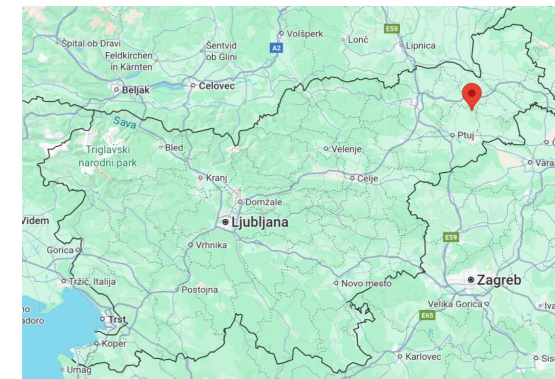 Volšperk
Lonč
E59
Lipnica
Špital ob Dravi
Šentvid
ob Glini
A2
Feldkirchen
in Kärnten
Beljak
Celovec
Sava
Ptuj
Bled
Velenje
Triglavski
narodni park
Kranj
Celje
Domžale
Ljubljana
Videm
E59
Vrhnika
Gorica
Zagreb
Tržič, Italija
Postojna
Novo mesto
Velika Gorica
E65
Trst
Koper
Karlovec
Umag